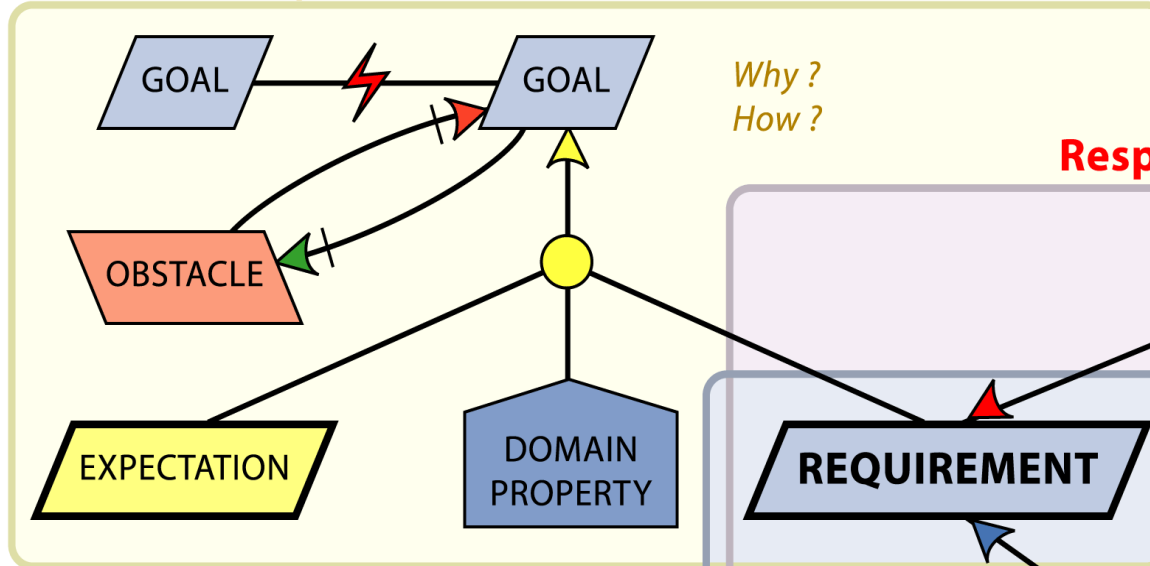 GOAL
GOAL
Why ?
How ?
Resp
OBSTACLE
EXPECTATION
DOMAIN
PROPERTY
REQUIREMENT